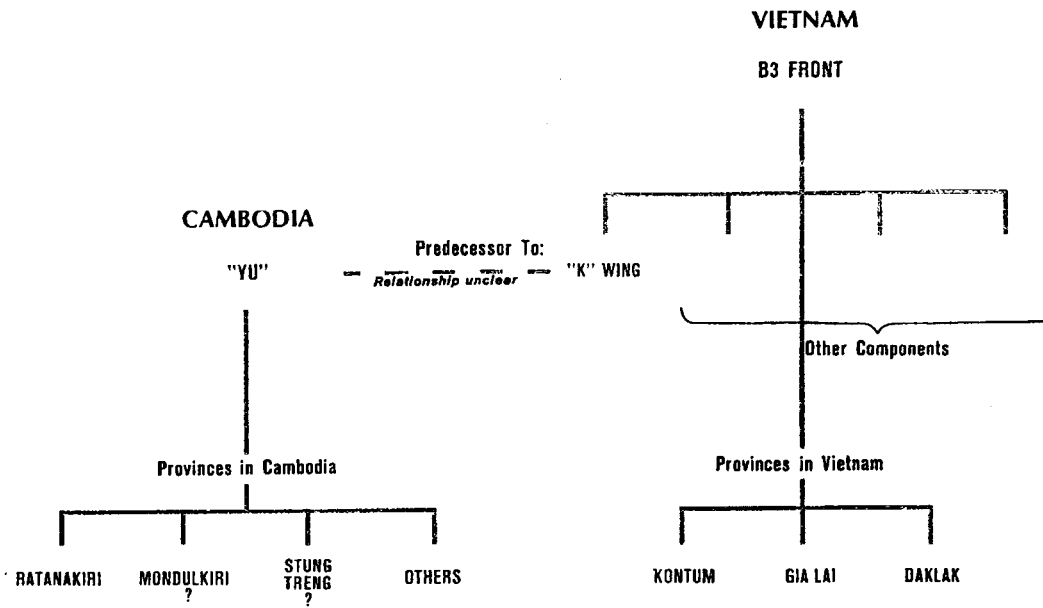 VIETNAM
B3 FRONT
CAMBODIA
"YU"
Predecessor To:
Relationship unclear
"K" WING
Other Components
Provinces in Cambodia
Provinces in Vietnam
RATANAKIRI
MONDULKIRI
?
STUNG
TRENG
?
OTHERS
KONTUM
GIA LAI
DAKLAK